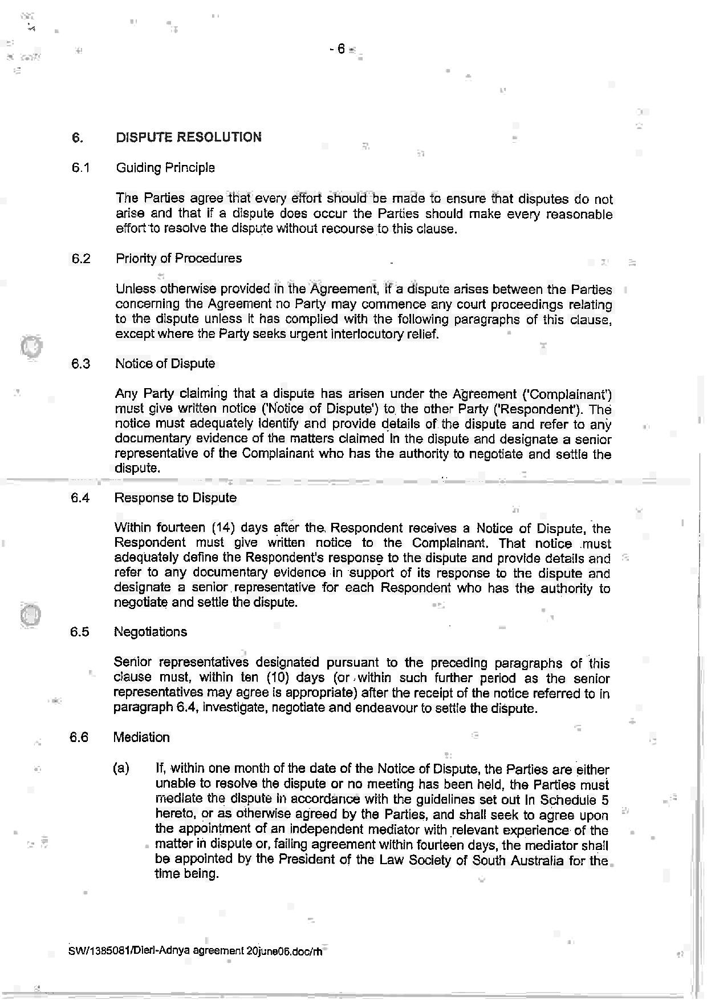 - 6 -
6. DISPUTE RESOLUTION
6.1 Guiding Principle
The Parties agree that every effort should be made to ensure that disputes do not
arise and that if a dispute does occur the Parties should make every reasonable
effort to resolve the dispute without recourse to this clause.
6.2 Priority of Procedures
Unless otherwise provided in the Agreement, if a dispute arises between the Parties
concerning the Agreement no Party may commence any court proceedings relating
to the dispute unless it has complied with the following paragraphs of this clause,
except where the Party seeks urgent interlocutory relief.
6.3 Notice of Dispute
Any Party claiming that a dispute has arisen under the Agreement ('Complainant')
must give written notice ('Notice of Dispute') to the other Party ('Respondent'). The
notice must adequately identify and provide details of the dispute and refer to any
documentary evidence of the matters claimed in the dispute and designate a senior
representative of the Complainant who has the authority to negotiate and settle the
dispute.
6.4 Response to Dispute
Within fourteen (14) days after the Respondent receives a Notice of Dispute, the
Respondent must give written notice to the Complainant. That notice must
adequately define the Respondent's response to the dispute and provide details and
refer to any documentary evidence in support of its response to the dispute and
designate a senior representative for each Respondent who has the authority to
negotiate and settle the dispute.
6.5 Negotiations
Senior representatives designated pursuant to the preceding paragraphs of this
clause must, within ten (10) days (or within such further period as the senior
representatives may agree is appropriate) after the receipt of the notice referred to in
paragraph 6.4, investigate, negotiate and endeavour to settle the dispute.
6.6 Mediation
(a) If, within one month of the date of the Notice of Dispute, the Parties are either
unable to resolve the dispute or no meeting has been held, the Parties must
mediate the dispute in accordance with the guidelines set out in Schedule 5
hereto, or as otherwise agreed by the Parties, and shall seek to agree upon
the appointment of an independent mediator with relevant experience of the
matter in dispute or, failing agreement within fourteen days, the mediator shall
be appointed by the President of the Law Society of South Australia for the
time being.
SW/1385081/Dieri-Adnya agreement 20june06.doc/rh